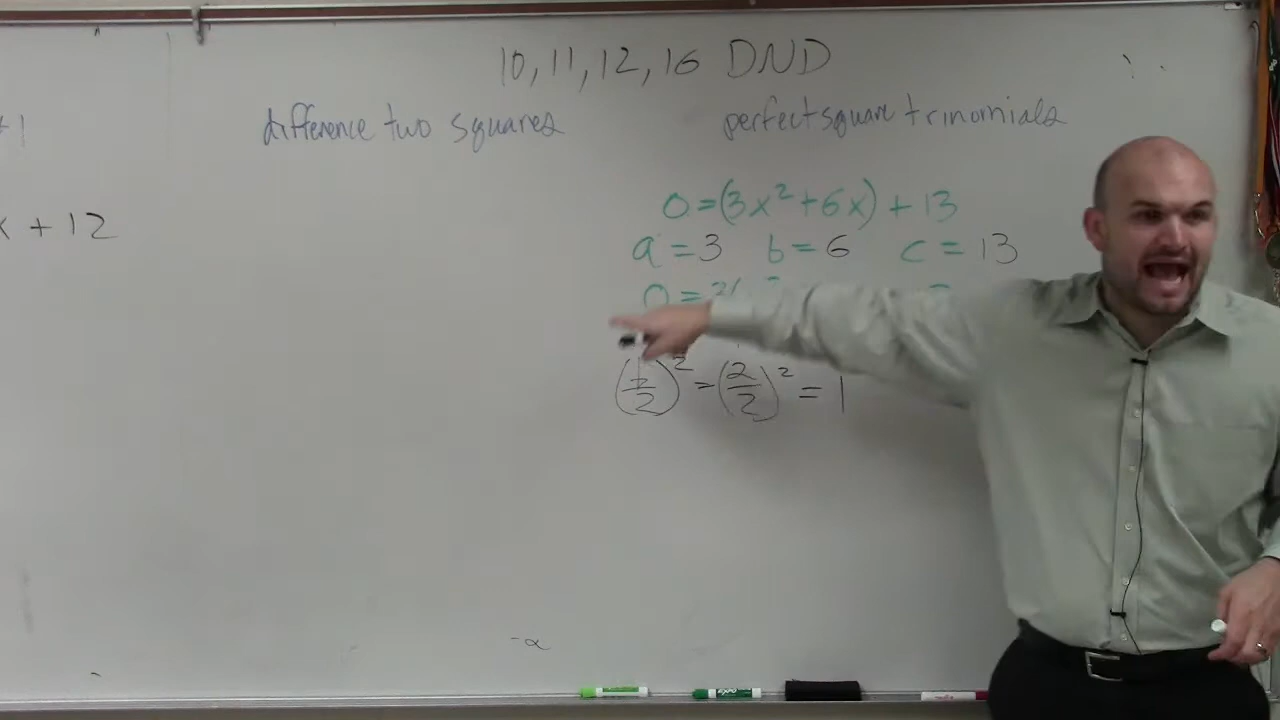 10, 11, 12, 16 DND
+1
difference two squares
perfect square trinomials
0 = (3x² + 6x) + 13
x + 12
a = 3 b = 6 c = 13
0 =
( /2)² = (2/2)² = 1
-α